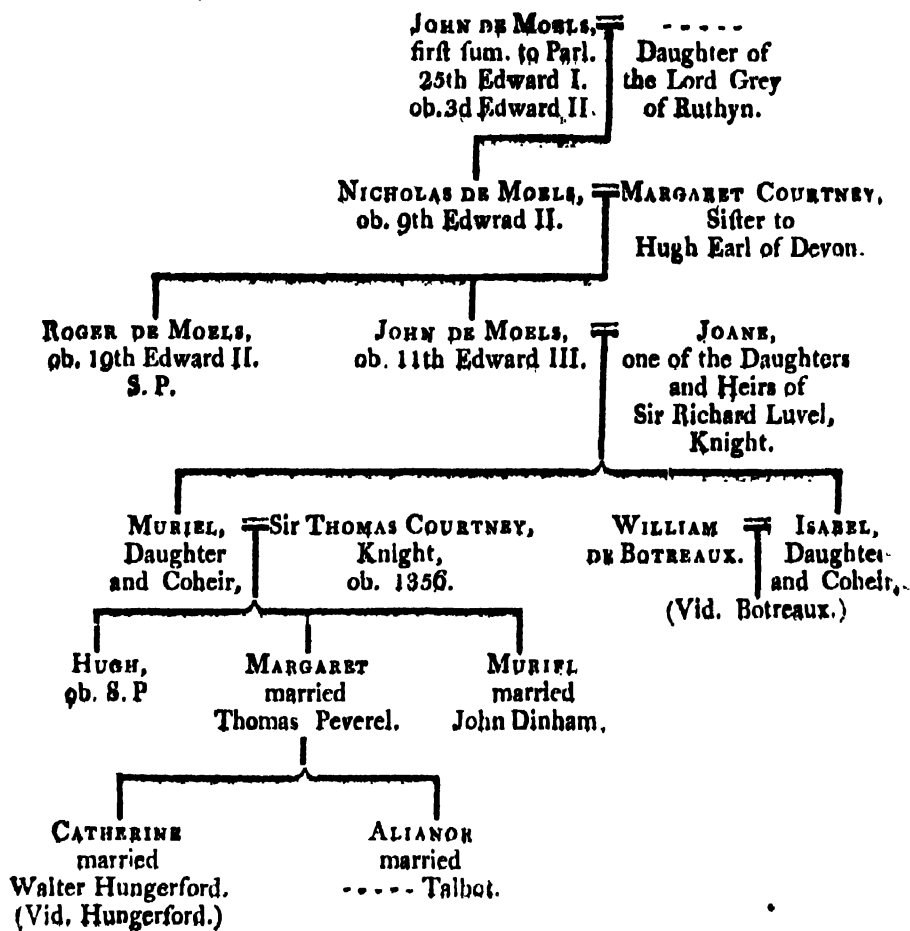 JOHN DE MOELS,
first sum. to Parl.
25th Edward I.
ob. 3d Edward II.
- - - - -
Daughter of
the Lord Grey
of Ruthyn.
NICHOLAS DE MOELS,
ob. 9th Edwrad II.
MARGARET COURTNEY,
Sister to
Hugh Earl of Devon.
ROGER DE MOELS,
ob. 19th Edward II.
S. P.
JOHN DE MOELS,
ob. 11th Edward III.
JOANE,
one of the Daughters
and Heirs of
Sir Richard Luvel,
Knight.
MURIEL,
Daughter
and Coheir,
Sir THOMAS COURTNEY,
Knight,
ob. 1356.
WILLIAM
DE BOTREAUX.
ISABEL,
Daughter
and Coheir,
(Vid. Botreaux.)
HUGH,
ob. S. P
MARGARET
married
Thomas Peverel.
MURIEL
married
John Dinham,
CATHERINE
married
Walter Hungerford.
(Vid. Hungerford.)
ALIANOR
married
- - - - - Talbot.